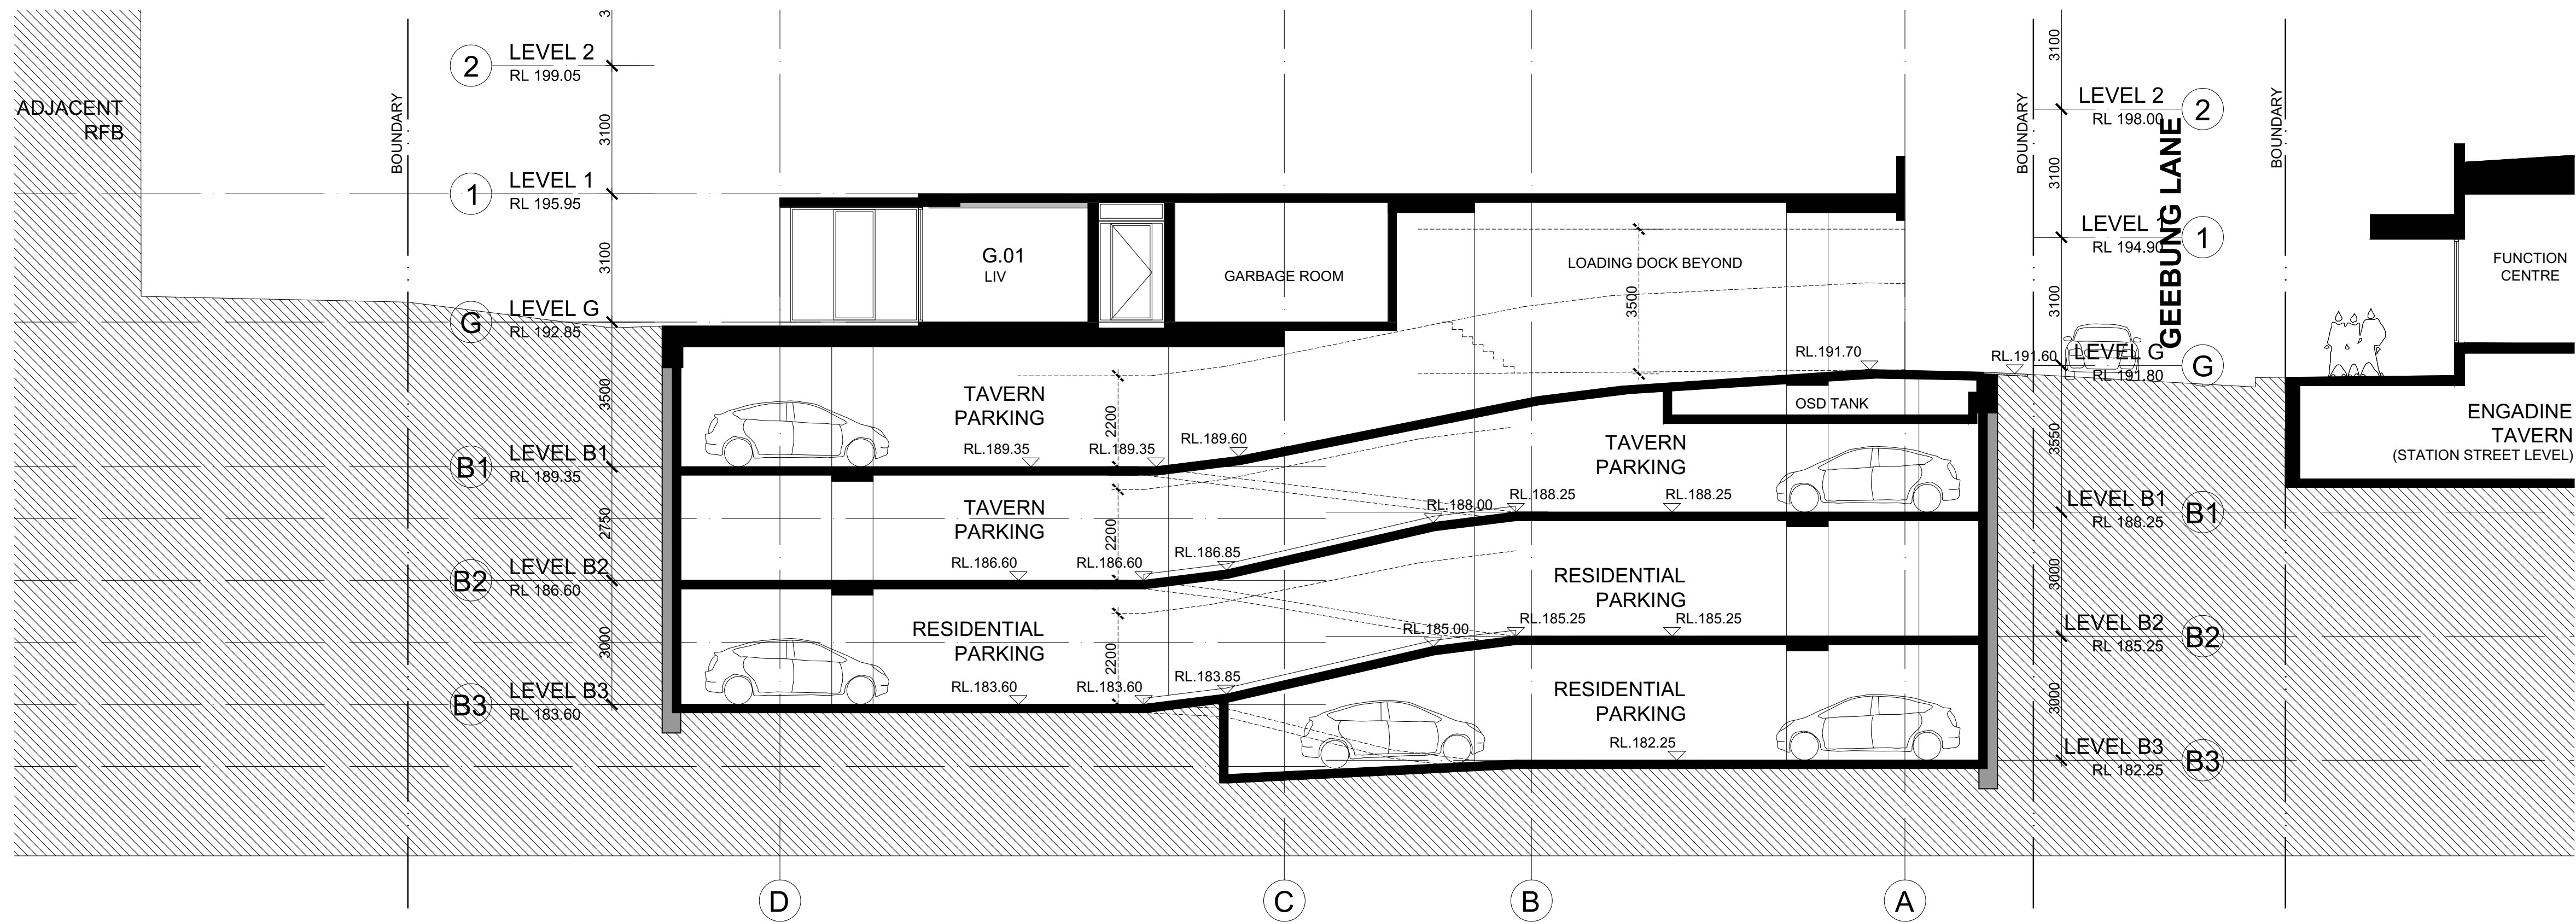 3
LEVEL 2
2
RL 199.05
ADJACENT
RFB
BOUNDARY
3100
LEVEL 1
1
RL 195.95
3100
LEVEL G
G
RL 192.85
3500
LEVEL B1
B1
RL 189.35
2750
LEVEL B2
B2
RL 186.60
3000
LEVEL B3
B3
RL 183.60
G.01
LIV
GARBAGE ROOM
LOADING DOCK BEYOND
3500
RL.191.70
OSD TANK
TAVERN
PARKING
2200
RL.189.35
RL.189.35
RL.189.60
TAVERN
PARKING
TAVERN
PARKING
2200
RL.188.00
RL.188.25
RL.188.25
RL.186.60
RL.186.60
RL.186.85
RESIDENTIAL
PARKING
RESIDENTIAL
PARKING
2200
RL.185.00
RL.185.25
RL.185.25
RL.183.60
RL.183.60
RL.183.85
RESIDENTIAL
PARKING
RL.182.25
BOUNDARY
3100
LEVEL 2
2
RL 198.00
3100
LEVEL 1
1
RL 194.90
GEEBUNG LANE
3100
RL.191.60
LEVEL G
G
RL 191.80
3550
LEVEL B1
B1
RL 188.25
3000
LEVEL B2
B2
RL 185.25
3000
LEVEL B3
B3
RL 182.25
BOUNDARY
FUNCTION
CENTRE
ENGADINE
TAVERN
(STATION STREET LEVEL)
D
C
B
A